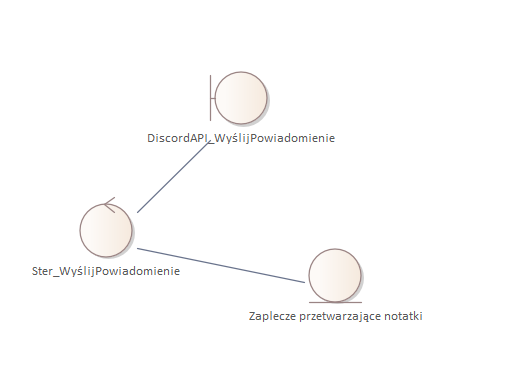 DiscordAPI_WyślijPowiadomienie
Ster_WyślijPowiadomienie
Zaplecze przetwarzające notatki